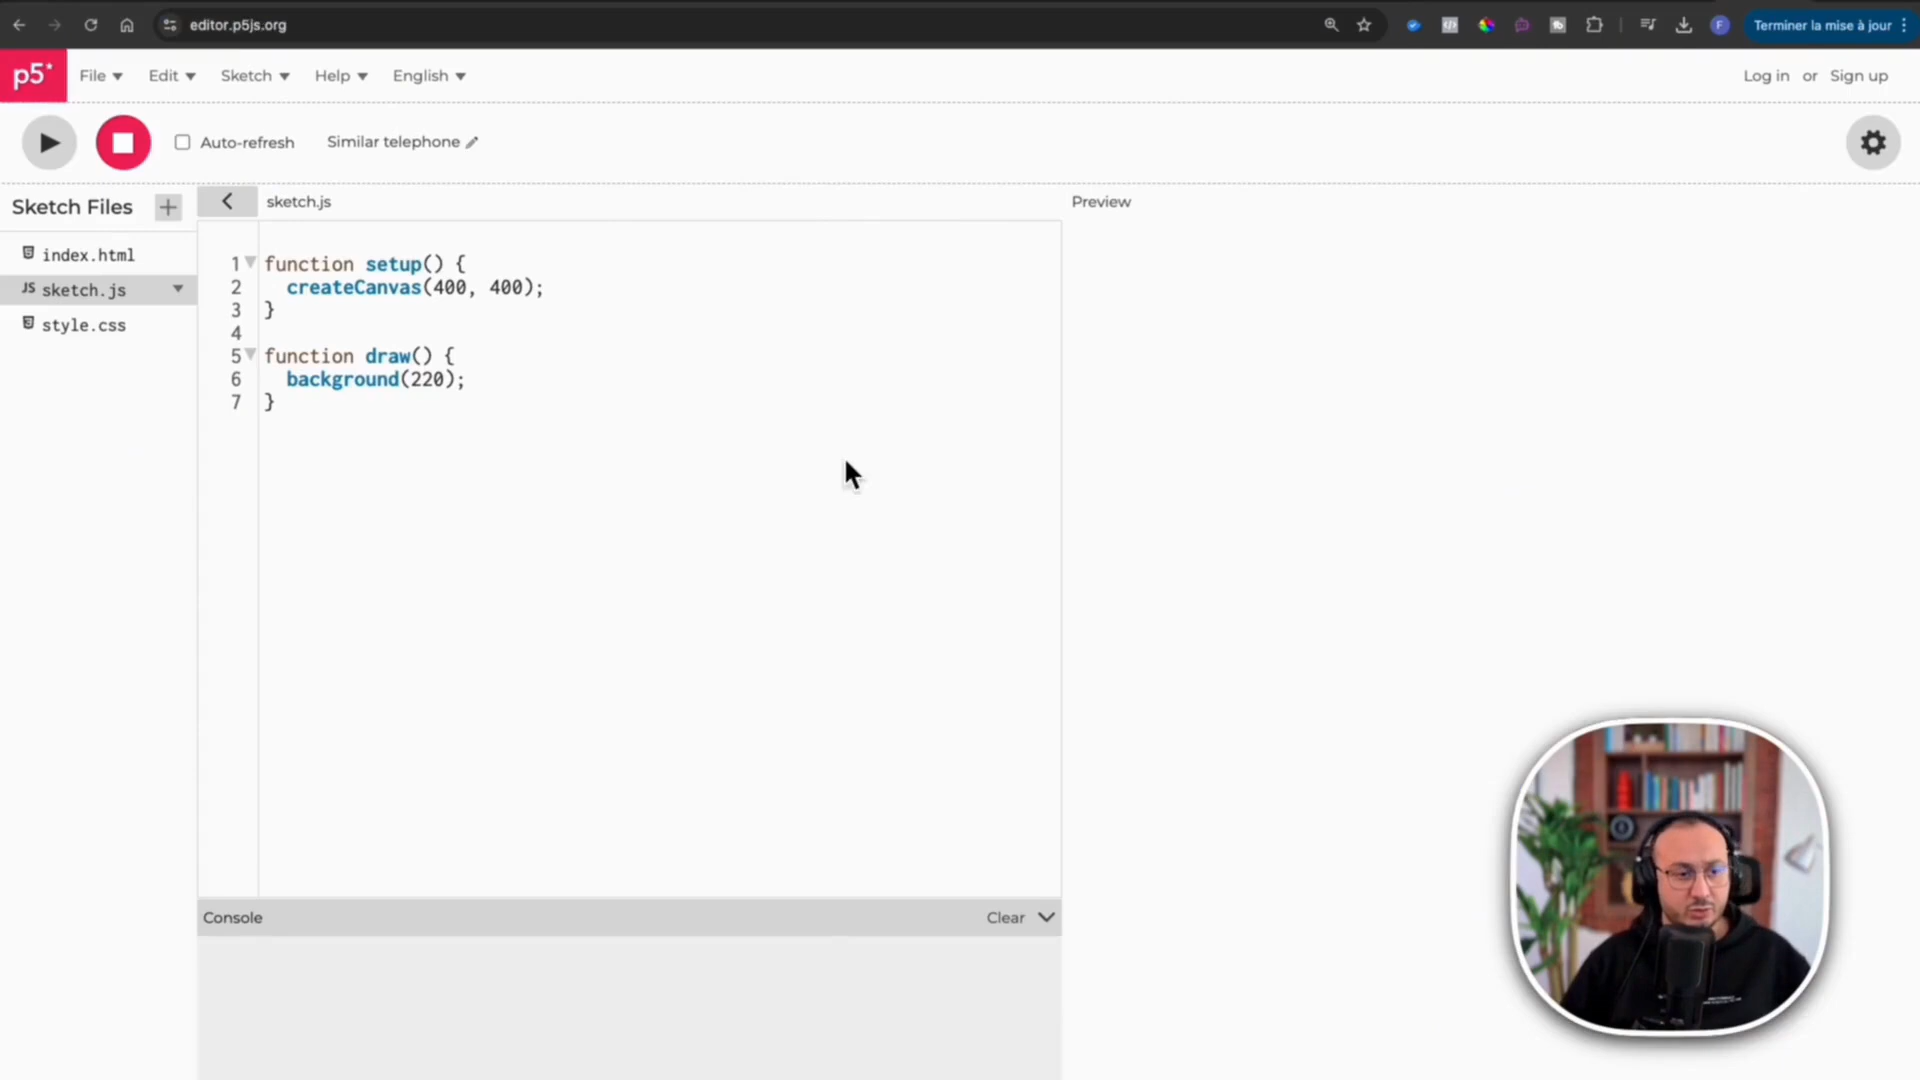 editor.p5js.org
Terminer la mise à jour
p5*
File
Edit
Sketch
Help
English
Log in or Sign up
Auto-refresh
Similar telephone
Sketch Files
+
sketch.js
Preview
index.html
JS sketch.js
style.css
1 function setup() {
2   createCanvas(400, 400);
3 }
4
5 function draw() {
6   background(220);
7 }
Console
Clear
F